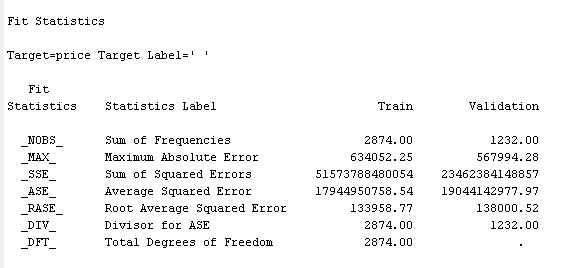 Fit Statistics
Target=price Target Label=' '
Fit
Statistics Statistics Label Train Validation
_NOBS_ Sum of Frequencies 2874.00 1232.00
_MAX_ Maximum Absolute Error 634052.25 567994.28
_SSE_ Sum of Squared Errors 51573788480054 23462384148857
_ASE_ Average Squared Error 17944950758.54 19044142977.97
_RASE_ Root Average Squared Error 133958.77 138000.52
_DIV_ Divisor for ASE 2874.00 1232.00
_DFT_ Total Degrees of Freedom 2874.00 .